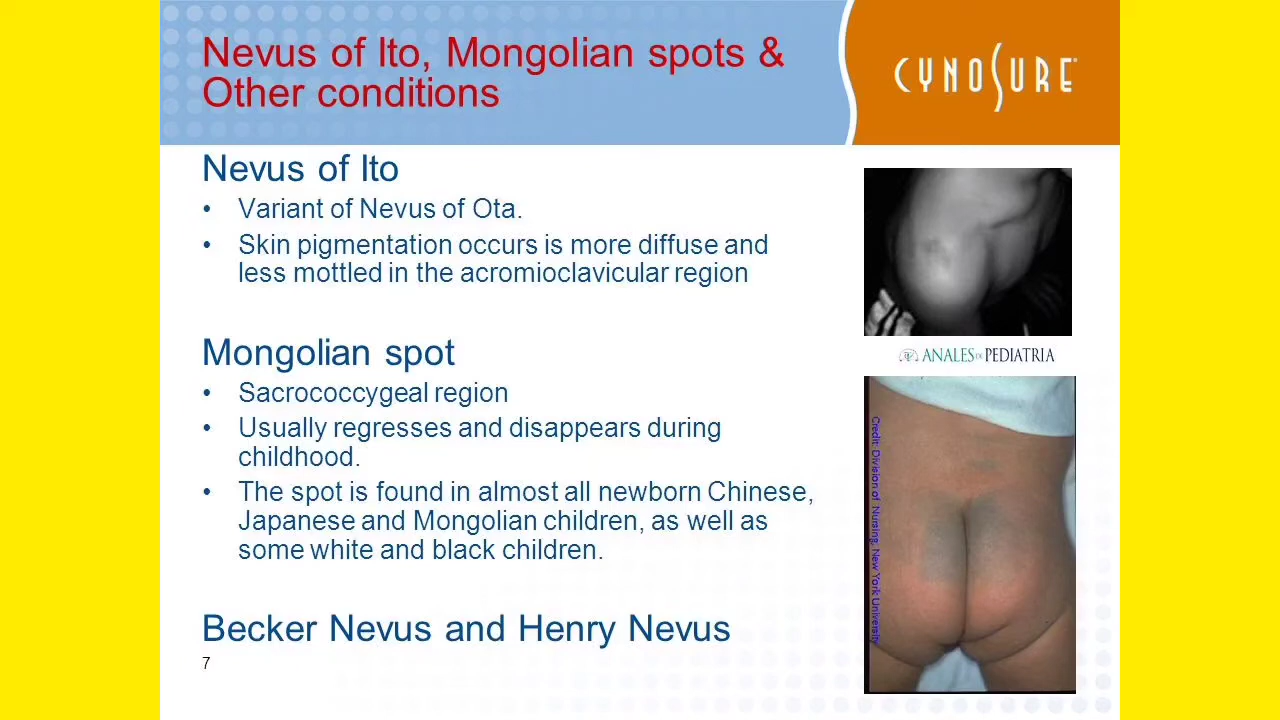 Nevus of Ito, Mongolian spots &
Other conditions
CYNOSURE
Nevus of Ito
• Variant of Nevus of Ota.
• Skin pigmentation occurs is more diffuse and
less mottled in the acromioclavicular region
Mongolian spot
• Sacrococcygeal region
• Usually regresses and disappears during
childhood.
• The spot is found in almost all newborn Chinese,
Japanese and Mongolian children, as well as
some white and black children.
Becker Nevus and Henry Nevus
7
ANALES DE PEDIATRIA
Credit: Division of Nursing, New York University